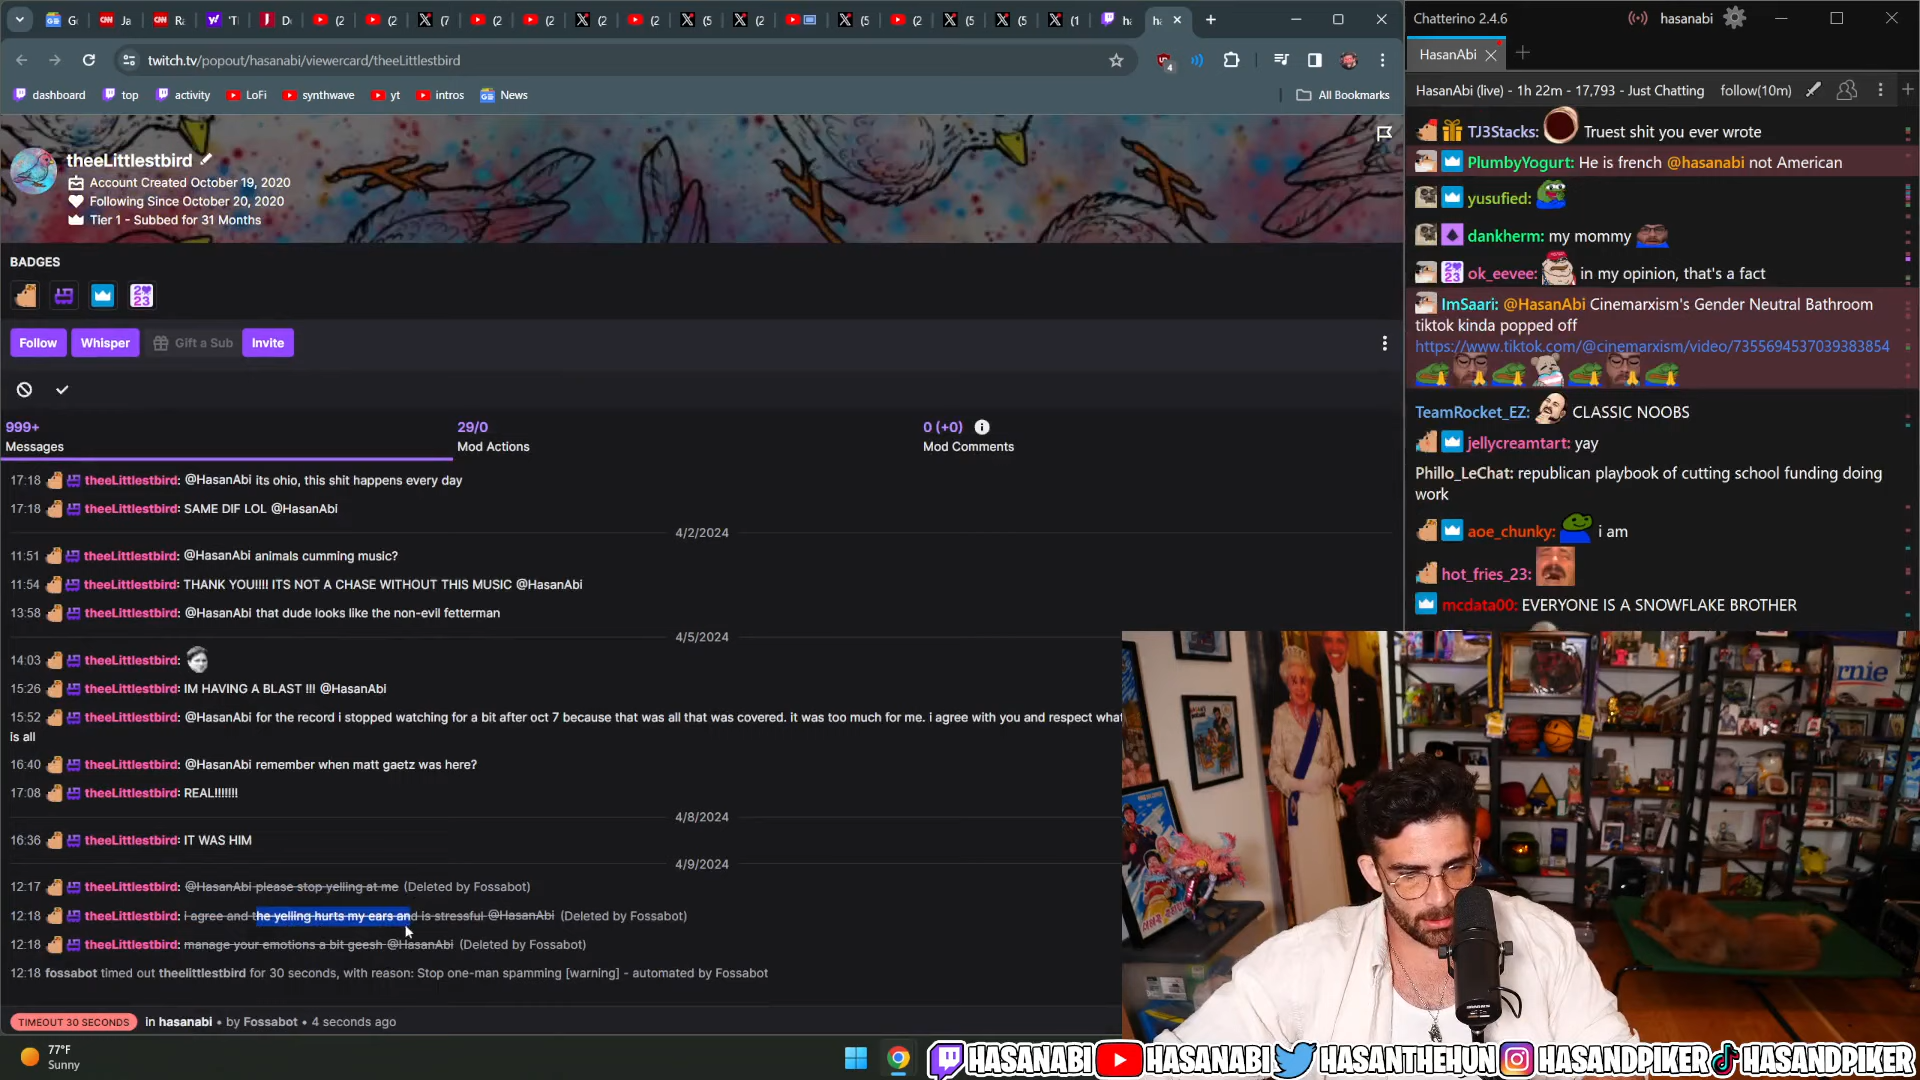 Chatterino 2.4.6
hasanabi
twitch.tv/popout/hasanabi/viewercard/theeLittlestbird
HasanAbi
dashboard top activity LoFi synthwave yt intros News All Bookmarks
HasanAbi (live) - 1h 22m - 17,793 - Just Chatting follow(10m)
TJ3Stacks: Truest shit you ever wrote
PlumbyYogurt: He is french @hasanabi not American
yusufied:
dankherm: my mommy
ok_eevee: in my opinion, that's a fact
ImSaari: @HasanAbi Cinemarxism's Gender Neutral Bathroom
tiktok kinda popped off
https://www.tiktok.com/@cinemarxism/video/7355694537039383854
TeamRocket_EZ: CLASSIC NOOBS
jellycreamtart: yay
Phillo_LeChat: republican playbook of cutting school funding doing
work
aoe_chunky: i am
hot_fries_23:
mcdata00: EVERYONE IS A SNOWFLAKE BROTHER
theeLittlestbird
Account Created October 19, 2020
Following Since October 20, 2020
Tier 1 - Subbed for 31 Months
BADGES
Follow Whisper Gift a Sub Invite
999+ 29/0 0 (+0)
Messages Mod Actions Mod Comments
17:18 theeLittlestbird: @HasanAbi its ohio, this shit happens every day
17:18 theeLittlestbird: SAME DIF LOL @HasanAbi
4/2/2024
11:51 theeLittlestbird: @HasanAbi animals cumming music?
11:54 theeLittlestbird: THANK YOU!!!! ITS NOT A CHASE WITHOUT THIS MUSIC @HasanAbi
13:58 theeLittlestbird: @HasanAbi that dude looks like the non-evil fetterman
4/5/2024
14:03 theeLittlestbird:
15:26 theeLittlestbird: IM HAVING A BLAST !!! @HasanAbi
15:52 theeLittlestbird: @HasanAbi for the record i stopped watching for a bit after oct 7 because that was all that was covered. it was too much for me. i agree with you and respect what
is all
16:40 theeLittlestbird: @HasanAbi remember when matt gaetz was here?
17:08 theeLittlestbird: REAL!!!!!!!
4/8/2024
16:36 theeLittlestbird: IT WAS HIM
4/9/2024
12:17 theeLittlestbird: @HasanAbi please stop yelling at me (Deleted by Fossabot)
12:18 theeLittlestbird: i agree and the yelling hurts my ears and is stressful @HasanAbi (Deleted by Fossabot)
12:18 theeLittlestbird: manage your emotions a bit geesh @HasanAbi (Deleted by Fossabot)
12:18 fossabot timed out theelittlestbird for 30 seconds, with reason: Stop one-man spamming [warning] - automated by Fossabot
TIMEOUT 30 SECONDS in hasanabi • by Fossabot • 4 seconds ago
77°F
Sunny
HASANABI HASANABI HASANTHEHUN HASANDPIKER HASANDPIKER